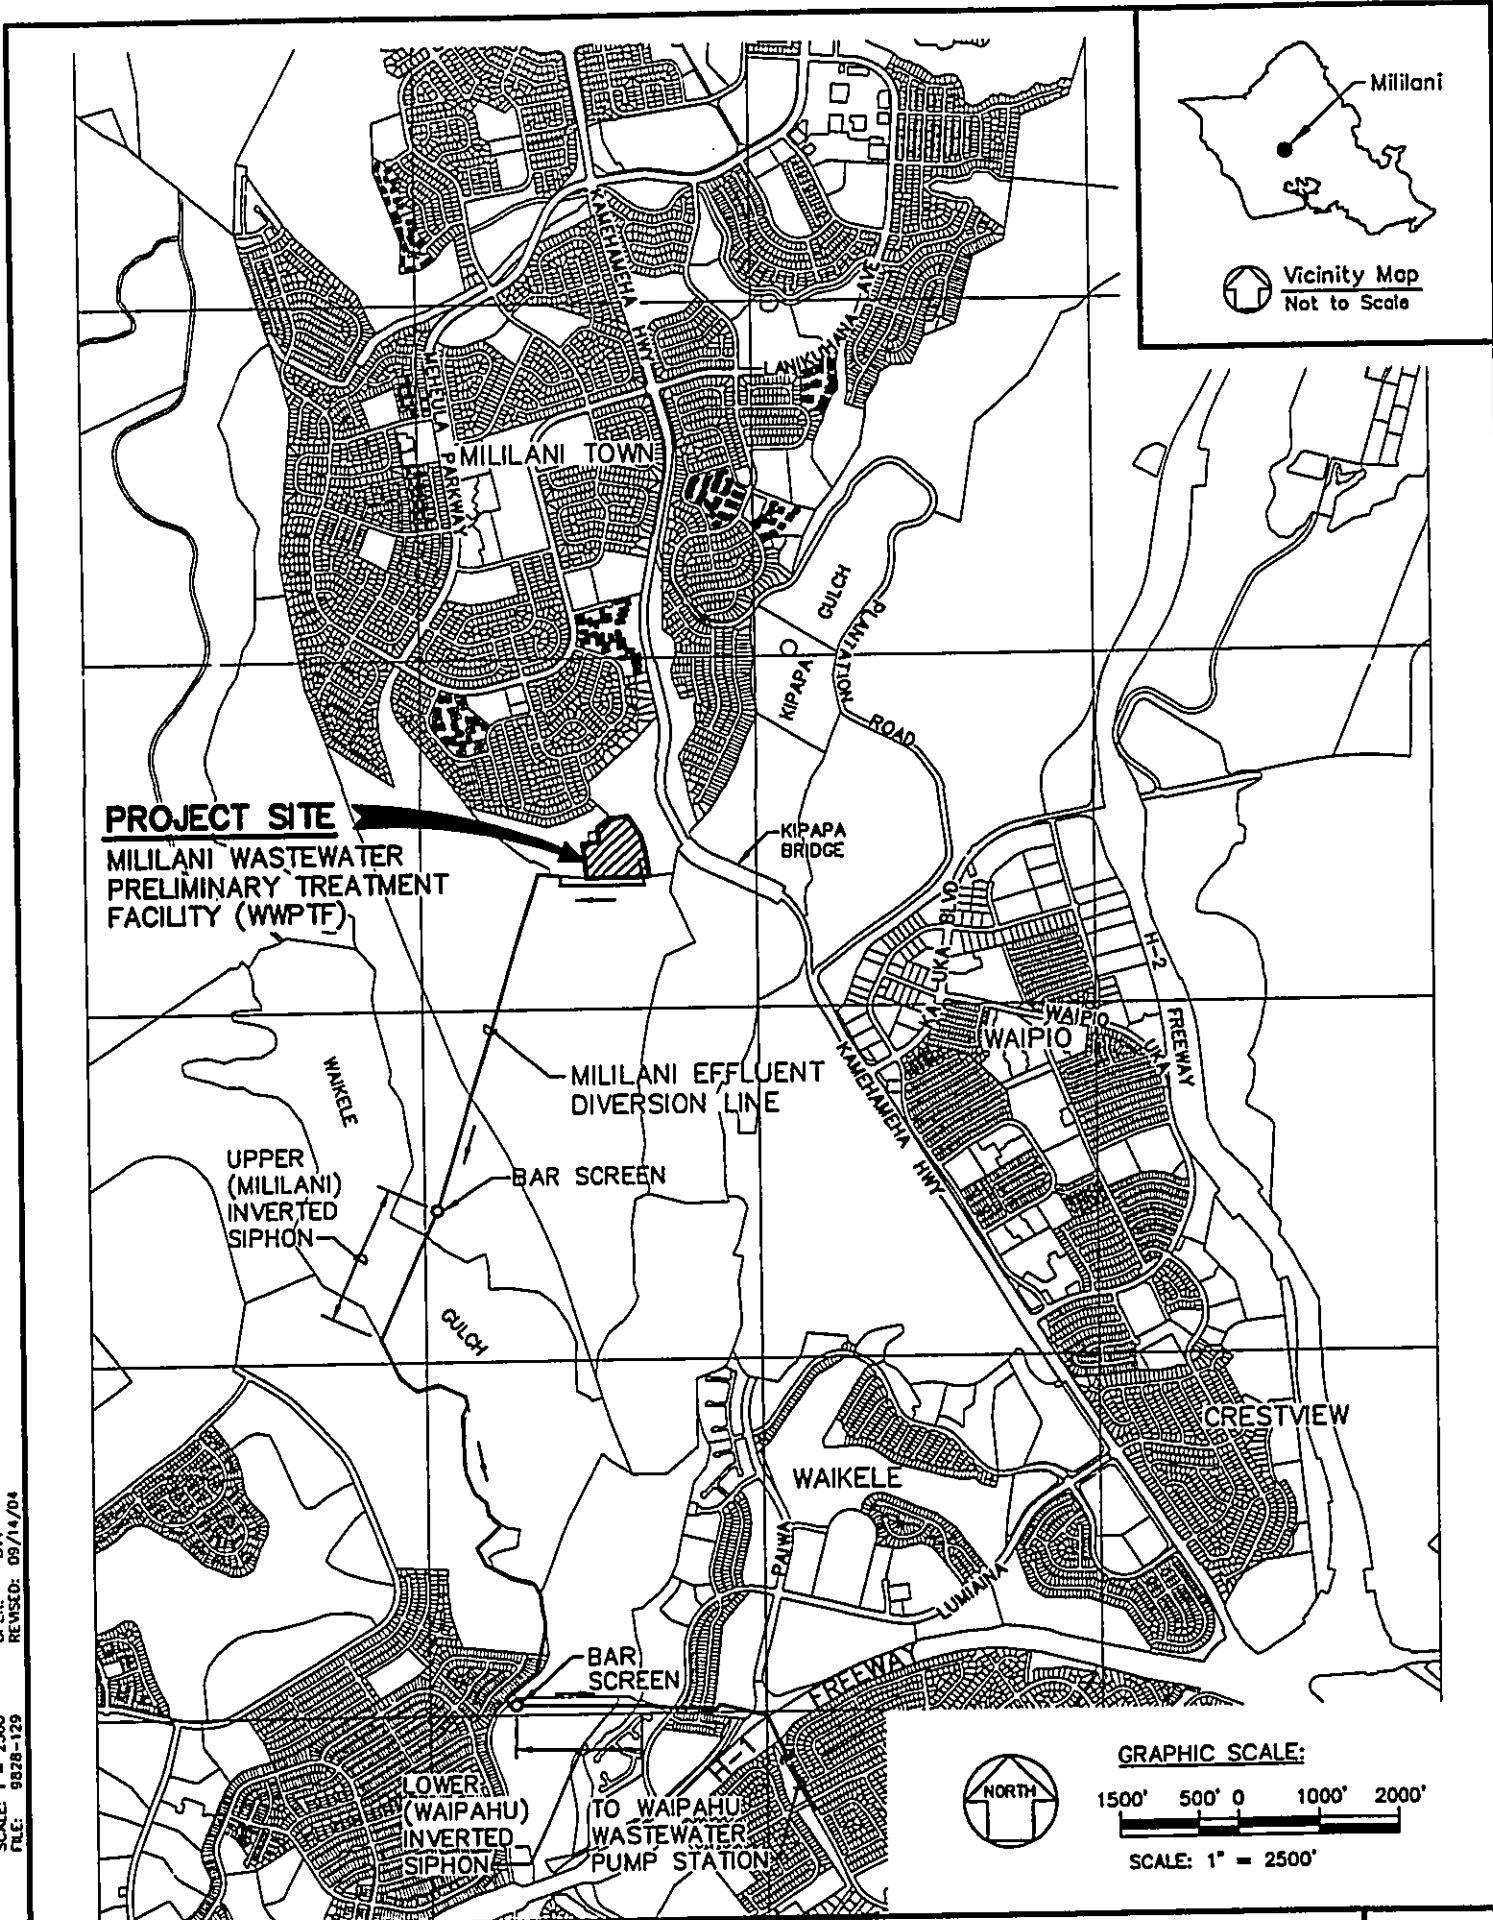 Mililani
Vicinity Map
Not to Scale
KAMEHAMEHA HWY
LANIKUHANA AVE
MEHEULA PARKWAY
MILILANI TOWN
KIPAPA GULCH
PLANTATION ROAD
PROJECT SITE
MILILANI WASTEWATER
PRELIMINARY TREATMENT
FACILITY (WWPTF)
KIPAPA
BRIDGE
KA UKA BLVD
H-2 FREEWAY
WAIPIO UKA
WAIPIO
KAMEHAMEHA HWY
MILILANI EFFLUENT
DIVERSION LINE
WAIKELE GULCH
UPPER
(MILILANI)
INVERTED
SIPHON
BAR SCREEN
CRESTVIEW
WAIKELE
PAIWA
LUMIAINA
BAR
SCREEN
H-1 FREEWAY
LOWER
(WAIPAHU)
INVERTED
SIPHON
TO WAIPAHU
WASTEWATER
PUMP STATION
NORTH
GRAPHIC SCALE:
1500' 500' 0 1000' 2000'
SCALE: 1" = 2500'
REVISED: 09/14/04
FILE: 9828-129